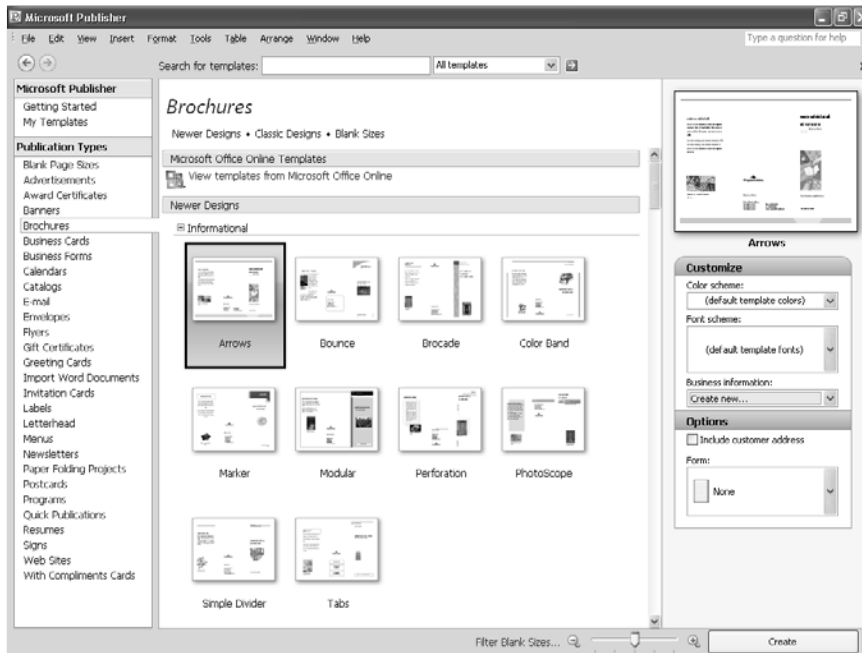 Microsoft Publisher
File Edit View Insert Format Tools Table Arrange Window Help
Type a question for help
Search for templates:
All templates
Microsoft Publisher
Getting Started
My Templates
Publication Types
Blank Page Sizes
Advertisements
Award Certificates
Banners
Brochures
Business Cards
Business Forms
Calendars
Catalogs
E-mail
Envelopes
Flyers
Gift Certificates
Greeting Cards
Import Word Documents
Invitation Cards
Labels
Letterhead
Menus
Newsletters
Paper Folding Projects
Postcards
Programs
Quick Publications
Resumes
Signs
Web Sites
With Compliments Cards
Brochures
Newer Designs • Classic Designs • Blank Sizes
Microsoft Office Online Templates
View templates from Microsoft Office Online
Newer Designs
Informational
Arrows Bounce Brocade Color Band
Marker Modular Perforation PhotoScope
Simple Divider Tabs
Arrows
Customize
Color scheme:
(default template colors)
Font scheme:
(default template fonts)
Business information:
Create new...
Options
Include customer address
Form:
None
Filter Blank Sizes...
Create